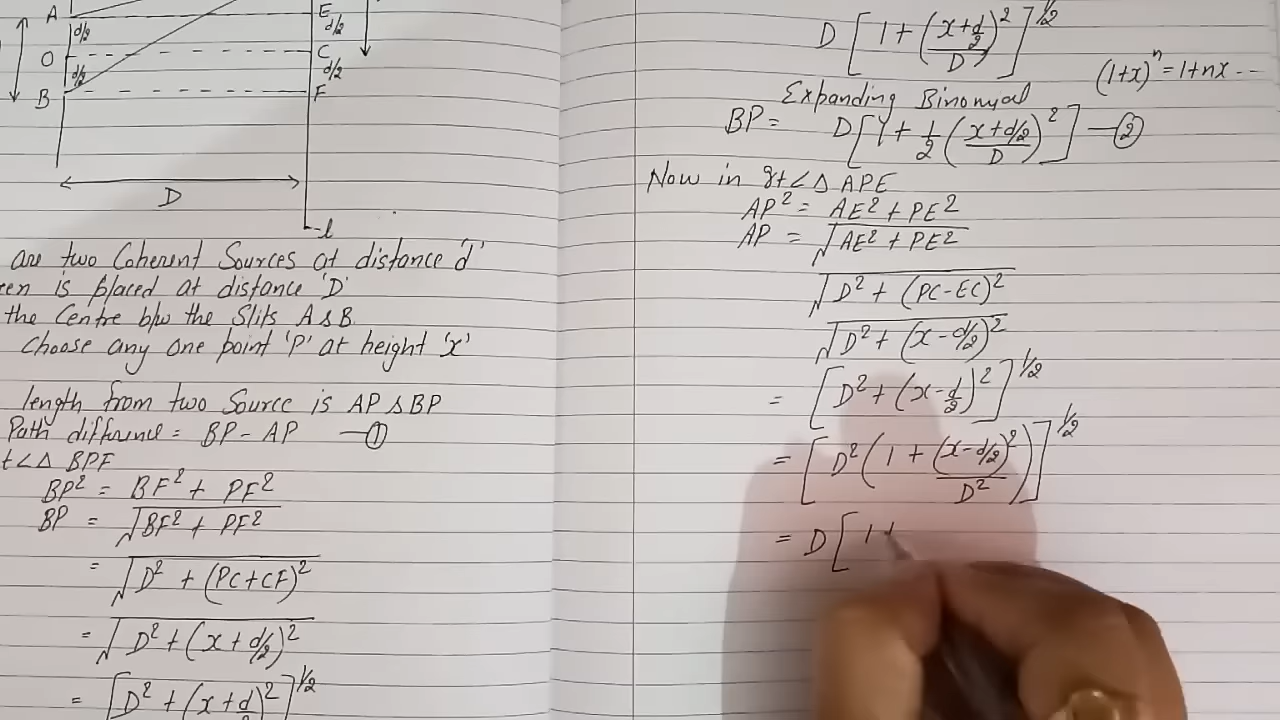 A
E
d/2
d/2
O
C
d/2
d/2
B
F
D
-l
are two Coherent Sources at distance 'd'
een is placed at distance 'D'
the Centre b/w the Slits A & B.
Choose any one point 'P' at height 'x'
length from two Source is AP & BP
Path difference = BP - AP —①
t∠ Δ BPF
BP² = BF² + PF²
BP = √BF² + PF²
= √D² + (PC+CF)²
= √D² + (x + d/2)²
= [D² + (x + d/2)²]^1/2
D [1 + (x+d/2)²/D]^1/2
(1+x)^n = 1+nx --
Expanding Binomial
BP = D[1 + 1/2 (x+d/2 / D)²] —②
Now in rt∠ Δ APE
AP² = AE² + PE²
AP = √AE² + PE²
√D² + (PC-EC)²
√D² + (x - d/2)²
= [D² + (x - d/2)²]^1/2
= [D² (1 + (x-d/2)²/D²)]^1/2
= D [1 +